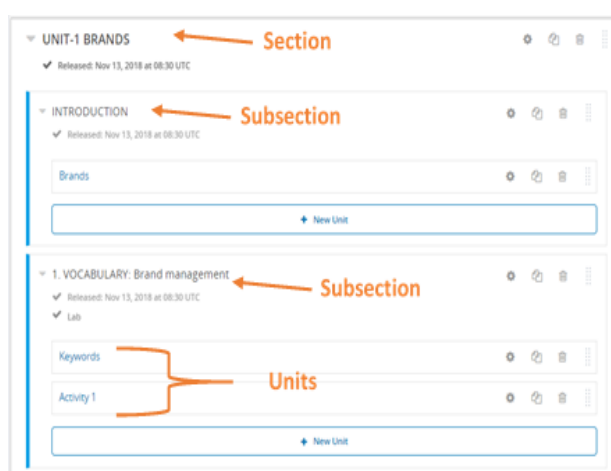 UNIT-1 BRANDS
Section
Released: Nov 13, 2018 at 08:30 UTC
INTRODUCTION
Subsection
Released: Nov 13, 2018 at 08:30 UTC
Brands
+ New Unit
1. VOCABULARY: Brand management
Subsection
Released: Nov 13, 2018 at 08:30 UTC
Lab
Keywords
Units
Activity 1
+ New Unit